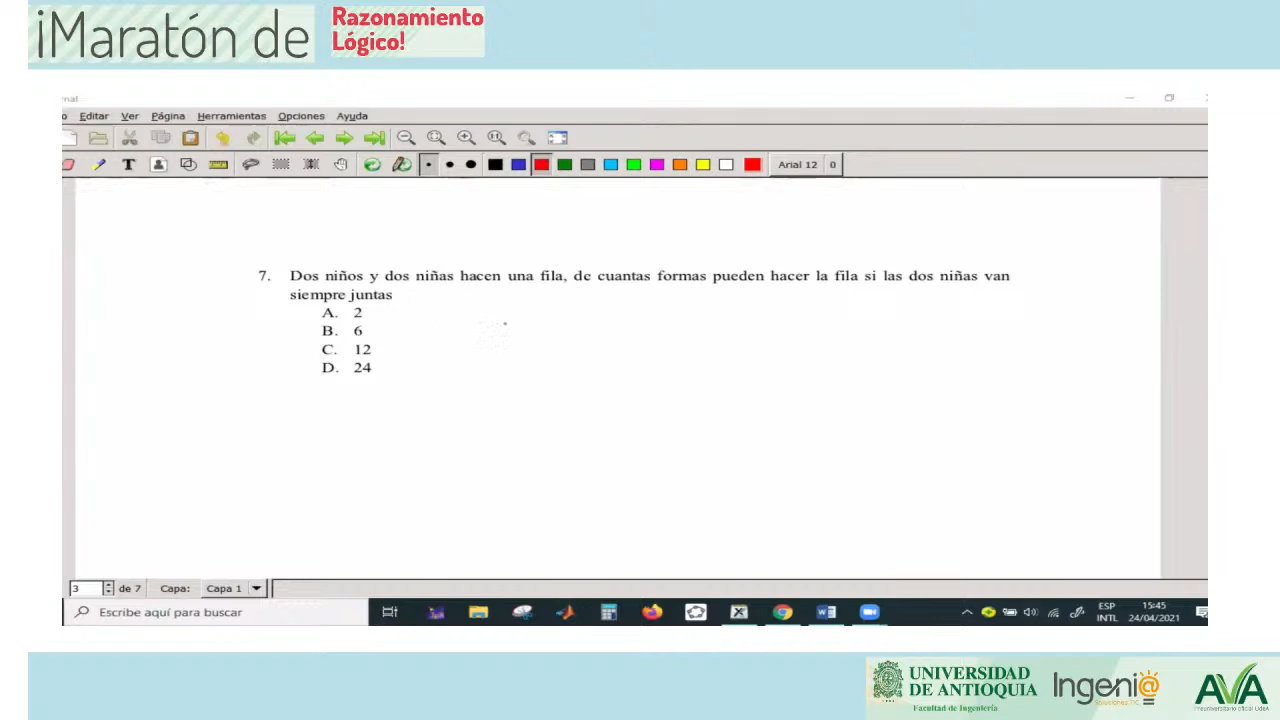 ¡Maratón de
Razonamiento
Lógico!
Editar Ver Página Herramientas Opciones Ayuda
T Arial 12 0
7. Dos niños y dos niñas hacen una fila, de cuantas formas pueden hacer la fila si las dos niñas van
siempre juntas
A. 2
B. 6
C. 12
D. 24
3 de 7 Capa: Capa 1
Escribe aquí para buscar
ESP
INTL
15:45
24/04/2021
UNIVERSIDAD
DE ANTIOQUIA
Facultad de Ingeniería
Ingeni@
AVA